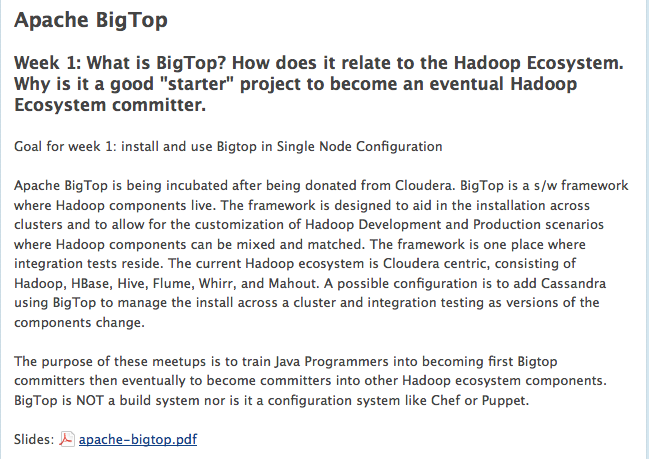 Apache BigTop
Week 1: What is BigTop? How does it relate to the Hadoop Ecosystem.
Why is it a good "starter" project to become an eventual Hadoop
Ecosystem committer.
Goal for week 1: install and use Bigtop in Single Node Configuration
Apache BigTop is being incubated after being donated from Cloudera. BigTop is a s/w framework
where Hadoop components live. The framework is designed to aid in the installation across
clusters and to allow for the customization of Hadoop Development and Production scenarios
where Hadoop components can be mixed and matched. The framework is one place where
integration tests reside. The current Hadoop ecosystem is Cloudera centric, consisting of
Hadoop, HBase, Hive, Flume, Whirr, and Mahout. A possible configuration is to add Cassandra
using BigTop to manage the install across a cluster and integration testing as versions of the
components change.
The purpose of these meetups is to train Java Programmers into becoming first Bigtop
committers then eventually to become committers into other Hadoop ecosystem components.
BigTop is NOT a build system nor is it a configuration system like Chef or Puppet.
Slides: apache-bigtop.pdf